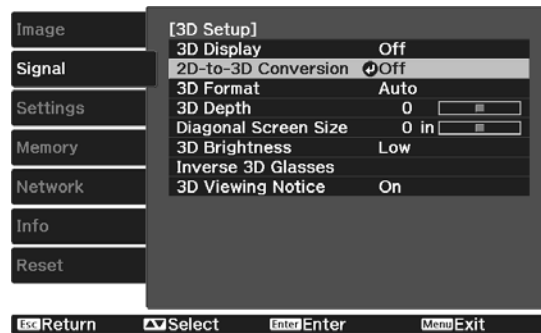 Image
Signal
Settings
Memory
Network
Info
Reset
[3D Setup]
3D Display Off
2D-to-3D Conversion Off
3D Format Auto
3D Depth 0
Diagonal Screen Size 0 in
3D Brightness Low
Inverse 3D Glasses
3D Viewing Notice On
Esc Return Select Enter Enter Menu Exit